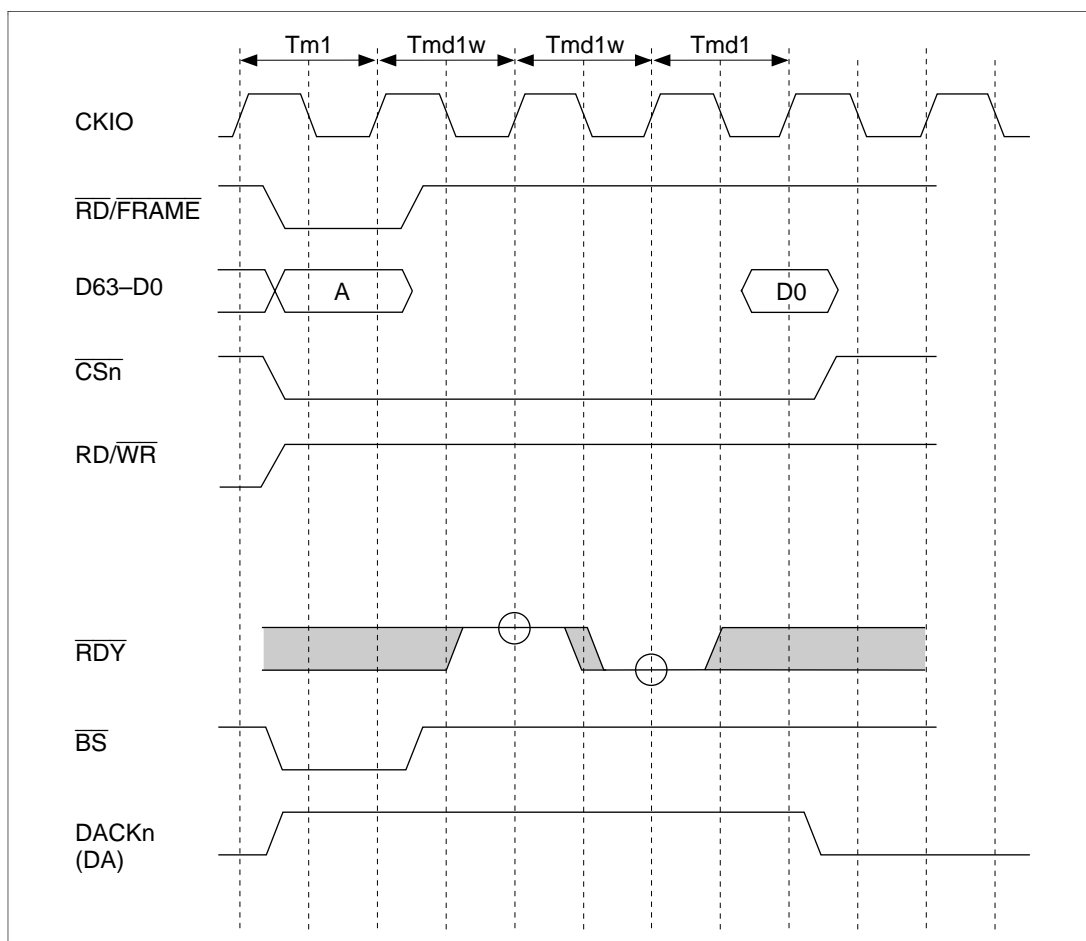 Tm1 Tmd1w Tmd1w Tmd1
CKIO
RD/FRAME
D63–D0 A D0
CSn
RD/WR
RDY
BS
DACKn
(DA)